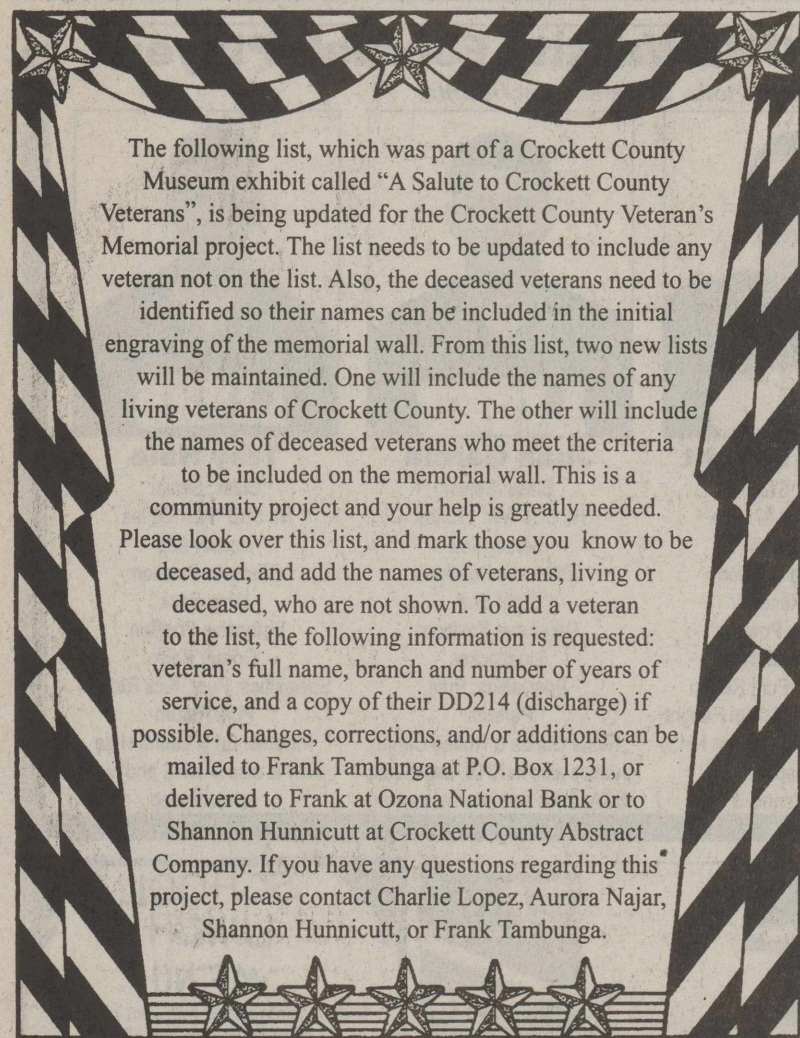 The following list, which was part of a Crockett County
Museum exhibit called “A Salute to Crockett County
Veterans”, is being updated for the Crockett County Veteran’s
Memorial project. The list needs to be updated to include any
veteran not on the list. Also, the deceased veterans need to be
identified so their names can be included in the initial
engraving of the memorial wall. From this list, two new lists
will be maintained. One will include the names of any
living veterans of Crockett County. The other will include
the names of deceased veterans who meet the criteria
to be included on the memorial wall. This is a
community project and your help is greatly needed.
Please look over this list, and mark those you know to be
deceased, and add the names of veterans, living or
deceased, who are not shown. To add a veteran
to the list, the following information is requested:
veteran’s full name, branch and number of years of
service, and a copy of their DD214 (discharge) if
possible. Changes, corrections, and/or additions can be
mailed to Frank Tambunga at P.O. Box 1231, or
delivered to Frank at Ozona National Bank or to
Shannon Hunnicutt at Crockett County Abstract
Company. If you have any questions regarding this
project, please contact Charlie Lopez, Aurora Najar,
Shannon Hunnicutt, or Frank Tambunga.